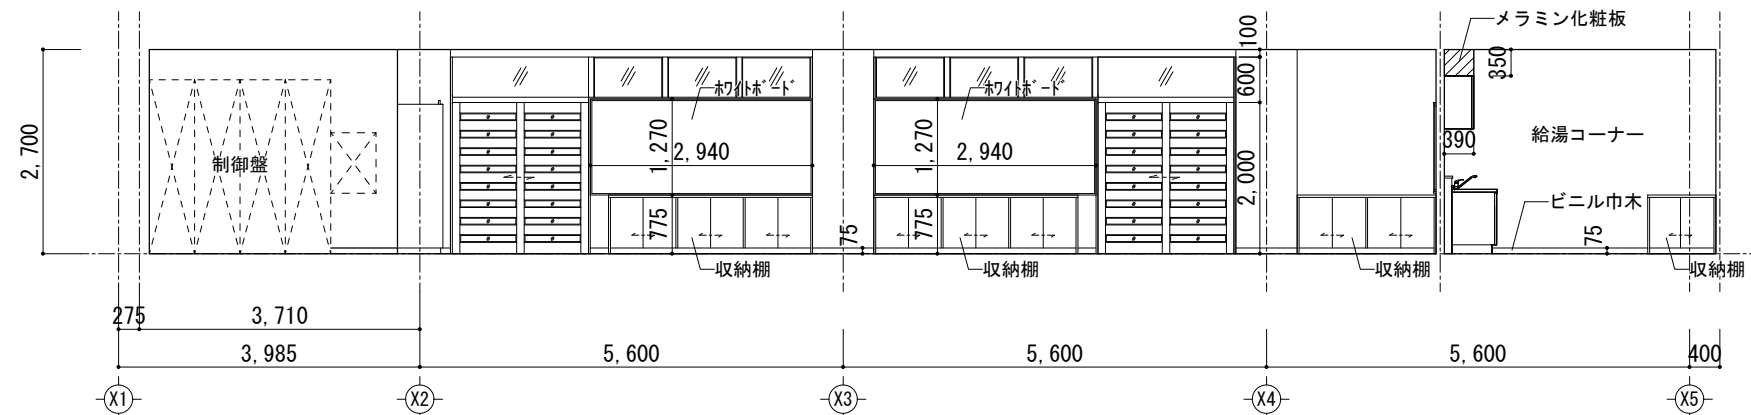 メラミン化粧板
100
350
600
2,700
ホワイトボード
ホワイトボード
制御盤
1,270
2,940
1,270
2,940
390
給湯コーナー
2,000
775
75
775
ビニル巾木
75
収納棚
収納棚
収納棚
収納棚
275
3,710
3,985
5,600
5,600
5,600
400
X1
X2
X3
X4
X5